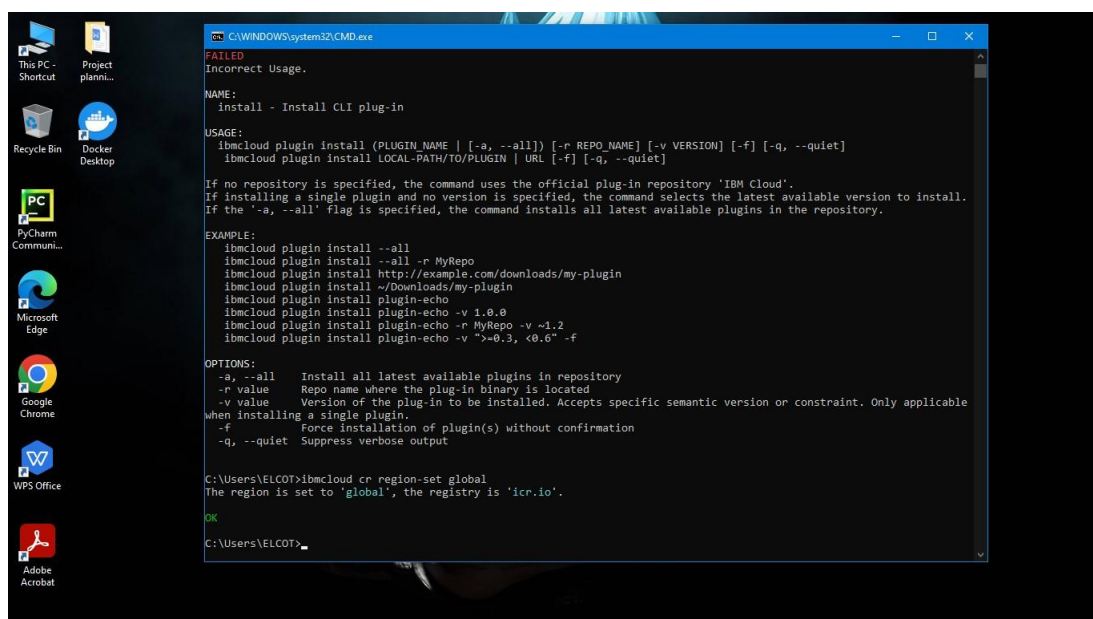 This PC -
Shortcut
Project
planni...
Recycle Bin
Docker
Desktop
PC
PyCharm
Communi...
Microsoft
Edge
Google
Chrome
WPS Office
Adobe
Acrobat
C:\WINDOWS\system32\CMD.exe
FAILED
Incorrect Usage.
NAME:
install - Install CLI plug-in
USAGE:
ibmcloud plugin install (PLUGIN_NAME | [-a, --all]) [-r REPO_NAME] [-v VERSION] [-f] [-q, --quiet]
ibmcloud plugin install LOCAL-PATH/TO/PLUGIN | URL [-f] [-q, --quiet]
If no repository is specified, the command uses the official plug-in repository 'IBM Cloud'.
If installing a single plugin and no version is specified, the command selects the latest available version to install.
If the '-a, --all' flag is specified, the command installs all latest available plugins in the repository.
EXAMPLE:
ibmcloud plugin install --all
ibmcloud plugin install --all -r MyRepo
ibmcloud plugin install http://example.com/downloads/my-plugin
ibmcloud plugin install ~/Downloads/my-plugin
ibmcloud plugin install plugin-echo
ibmcloud plugin install plugin-echo -v 1.0.0
ibmcloud plugin install plugin-echo -r MyRepo -v ~1.2
ibmcloud plugin install plugin-echo -v ">=0.3, <0.6" -f
OPTIONS:
-a, --all Install all latest available plugins in repository
-r value Repo name where the plug-in binary is located
-v value Version of the plug-in to be installed. Accepts specific semantic version or constraint. Only applicable
when installing a single plugin.
-f Force installation of plugin(s) without confirmation
-q, --quiet Suppress verbose output
C:\Users\ELCOT>ibmcloud cr region-set global
The region is set to 'global', the registry is 'icr.io'.
OK
C:\Users\ELCOT>